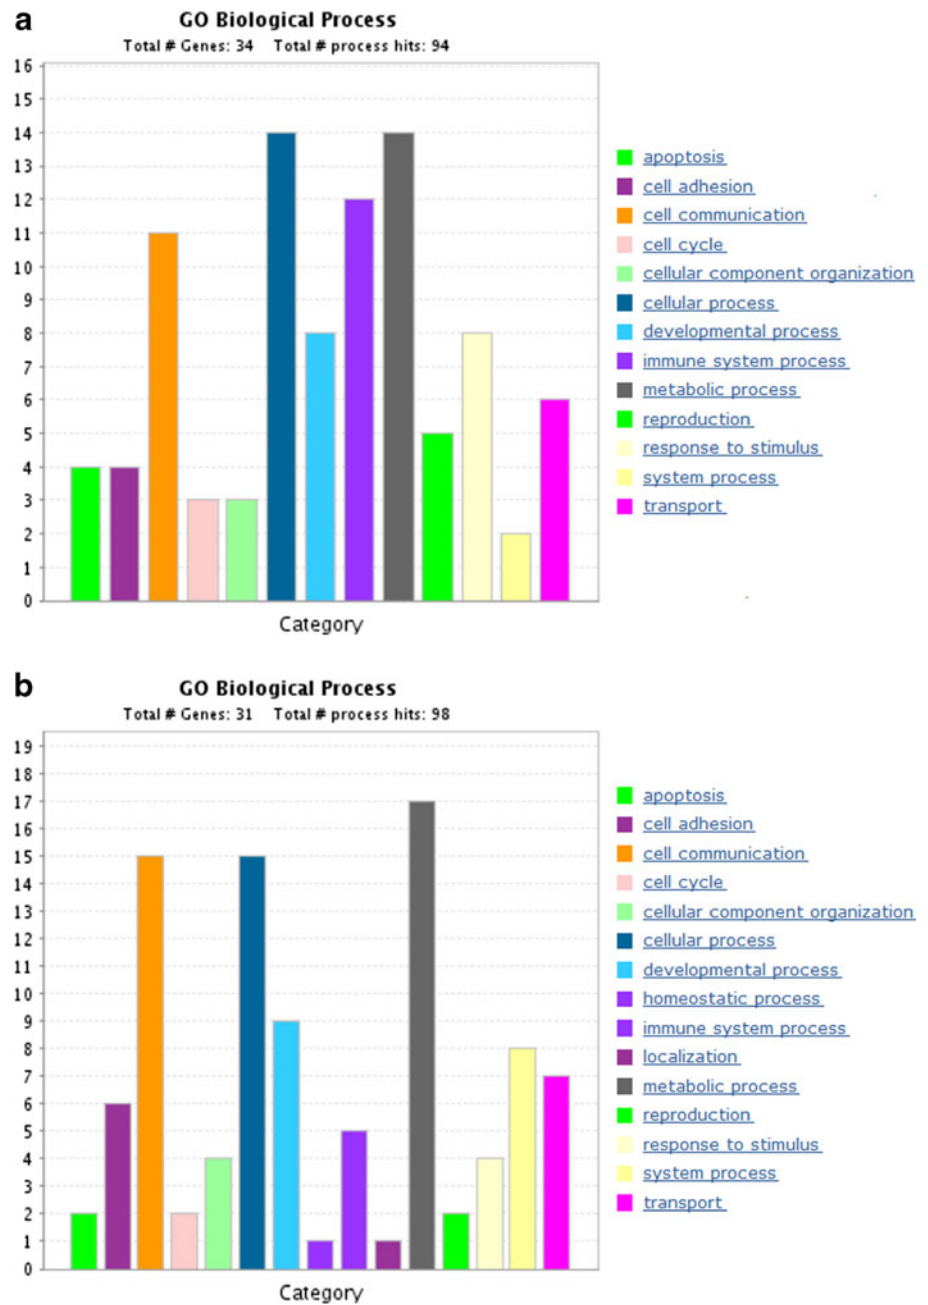 a
GO Biological Process
Total # Genes: 34 Total # process hits: 94
16
15
14
13
12
11
10
9
8
7
6
5
4
3
2
1
0
Category
apoptosis
cell adhesion
cell communication
cell cycle
cellular component organization
cellular process
developmental process
immune system process
metabolic process
reproduction
response to stimulus
system process
transport
b
GO Biological Process
Total # Genes: 31 Total # process hits: 98
19
18
17
16
15
14
13
12
11
10
9
8
7
6
5
4
3
2
1
0
Category
apoptosis
cell adhesion
cell communication
cell cycle
cellular component organization
cellular process
developmental process
homeostatic process
immune system process
localization
metabolic process
reproduction
response to stimulus
system process
transport